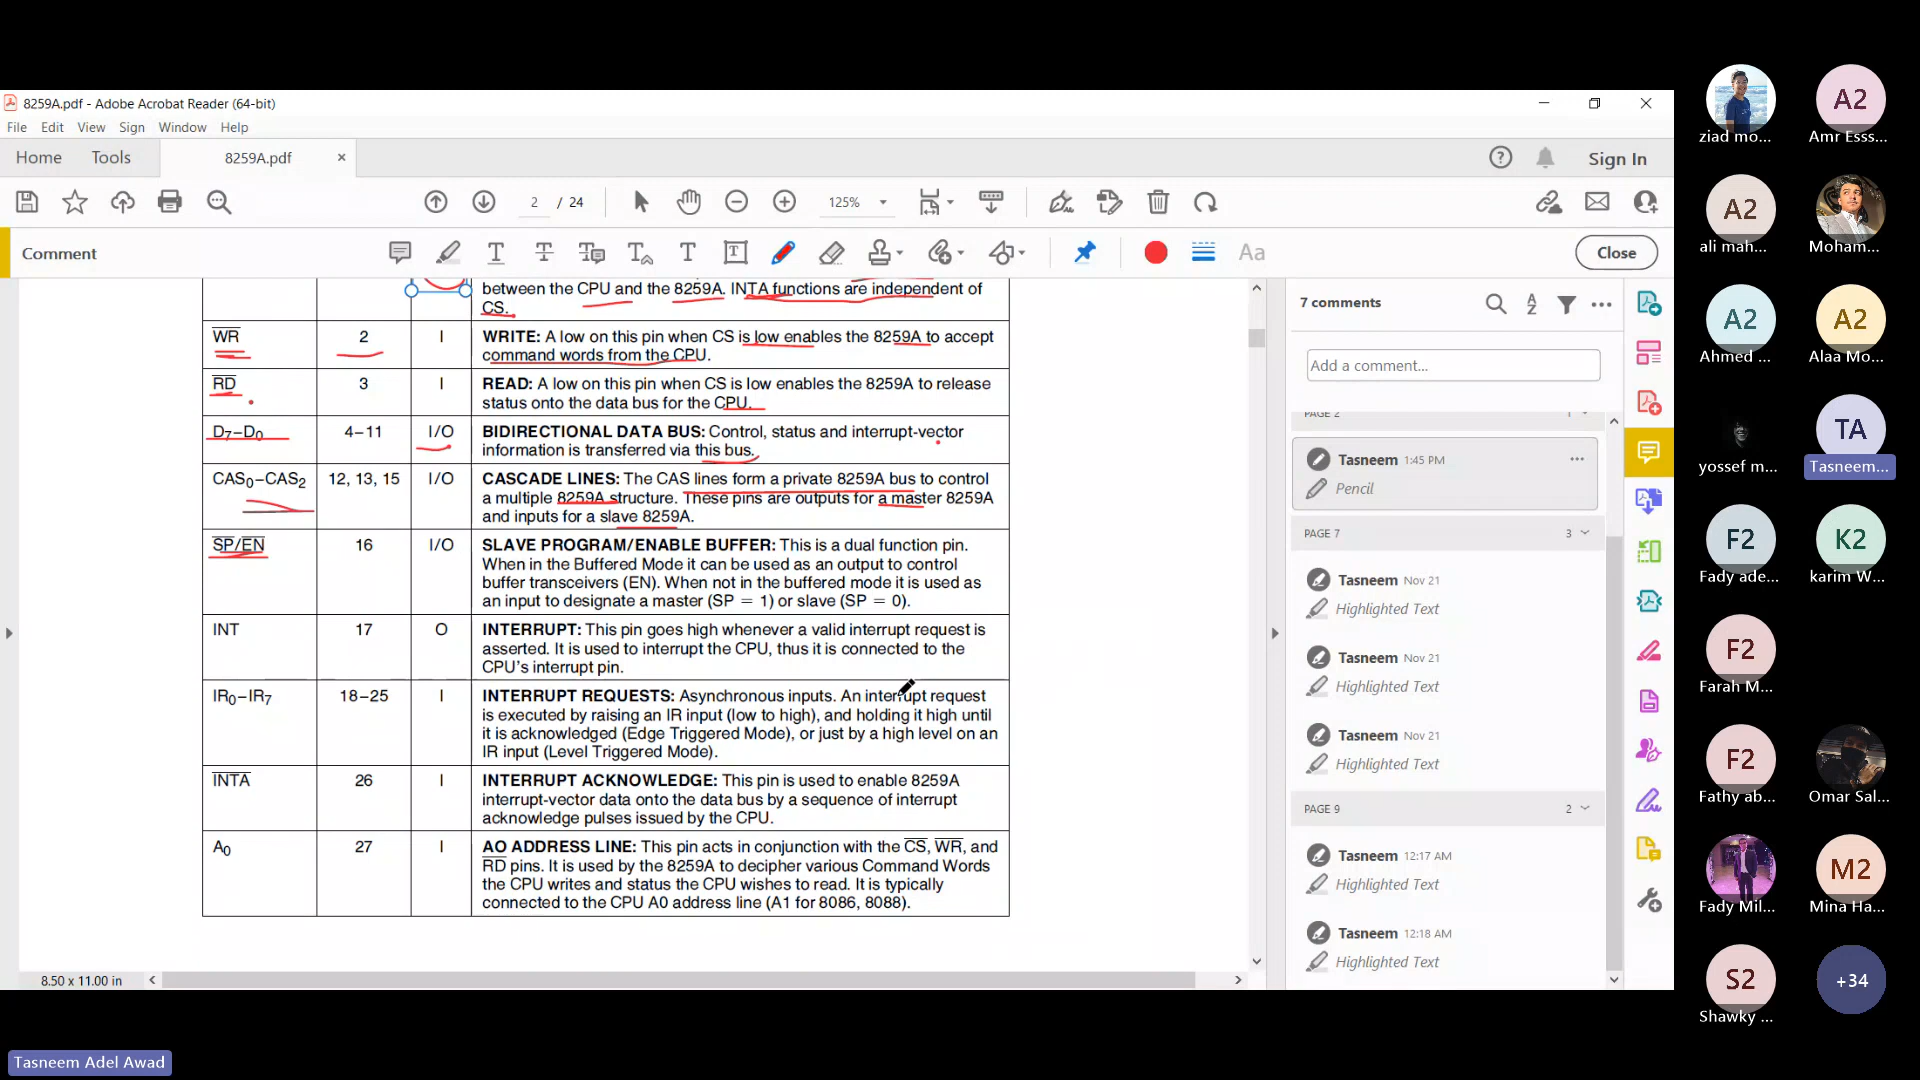 8259A.pdf - Adobe Acrobat Reader (64-bit)
File Edit View Sign Window Help
Home Tools 8259A.pdf × Sign In
2 / 24 125%
Comment Close
between the CPU and the 8259A. INTA functions are independent of
CS.
WR 2 I WRITE: A low on this pin when CS is low enables the 8259A to accept
command words from the CPU.
RD 3 I READ: A low on this pin when CS is low enables the 8259A to release
status onto the data bus for the CPU.
D7–D0 4–11 I/O BIDIRECTIONAL DATA BUS: Control, status and interrupt-vector
information is transferred via this bus.
CAS0–CAS2 12, 13, 15 I/O CASCADE LINES: The CAS lines form a private 8259A bus to control
a multiple 8259A structure. These pins are outputs for a master 8259A
and inputs for a slave 8259A.
SP/EN 16 I/O SLAVE PROGRAM/ENABLE BUFFER: This is a dual function pin.
When in the Buffered Mode it can be used as an output to control
buffer transceivers (EN). When not in the buffered mode it is used as
an input to designate a master (SP = 1) or slave (SP = 0).
INT 17 O INTERRUPT: This pin goes high whenever a valid interrupt request is
asserted. It is used to interrupt the CPU, thus it is connected to the
CPU's interrupt pin.
IR0–IR7 18–25 I INTERRUPT REQUESTS: Asynchronous inputs. An interrupt request
is executed by raising an IR input (low to high), and holding it high until
it is acknowledged (Edge Triggered Mode), or just by a high level on an
IR input (Level Triggered Mode).
INTA 26 I INTERRUPT ACKNOWLEDGE: This pin is used to enable 8259A
interrupt-vector data onto the data bus by a sequence of interrupt
acknowledge pulses issued by the CPU.
A0 27 I AO ADDRESS LINE: This pin acts in conjunction with the CS, WR, and
RD pins. It is used by the 8259A to decipher various Command Words
the CPU writes and status the CPU wishes to read. It is typically
connected to the CPU A0 address line (A1 for 8086, 8088).
8.50 x 11.00 in
7 comments
Add a comment...
PAGE 2 1
Tasneem 1:45 PM
Pencil
PAGE 7 3
Tasneem Nov 21
Highlighted Text
Tasneem Nov 21
Highlighted Text
Tasneem Nov 21
Highlighted Text
PAGE 9 2
Tasneem 12:17 AM
Highlighted Text
Tasneem 12:18 AM
Highlighted Text
A2
ziad mo... Amr Esss...
A2
ali mah... Moham...
A2 A2
Ahmed ... Alaa Mo...
TA
yossef m... Tasneem...
F2 K2
Fady ade... karim W...
F2
Farah M...
F2
Fathy ab... Omar Sal...
M2
Fady Mil... Mina Ha...
S2 +34
Shawky ...
Tasneem Adel Awad